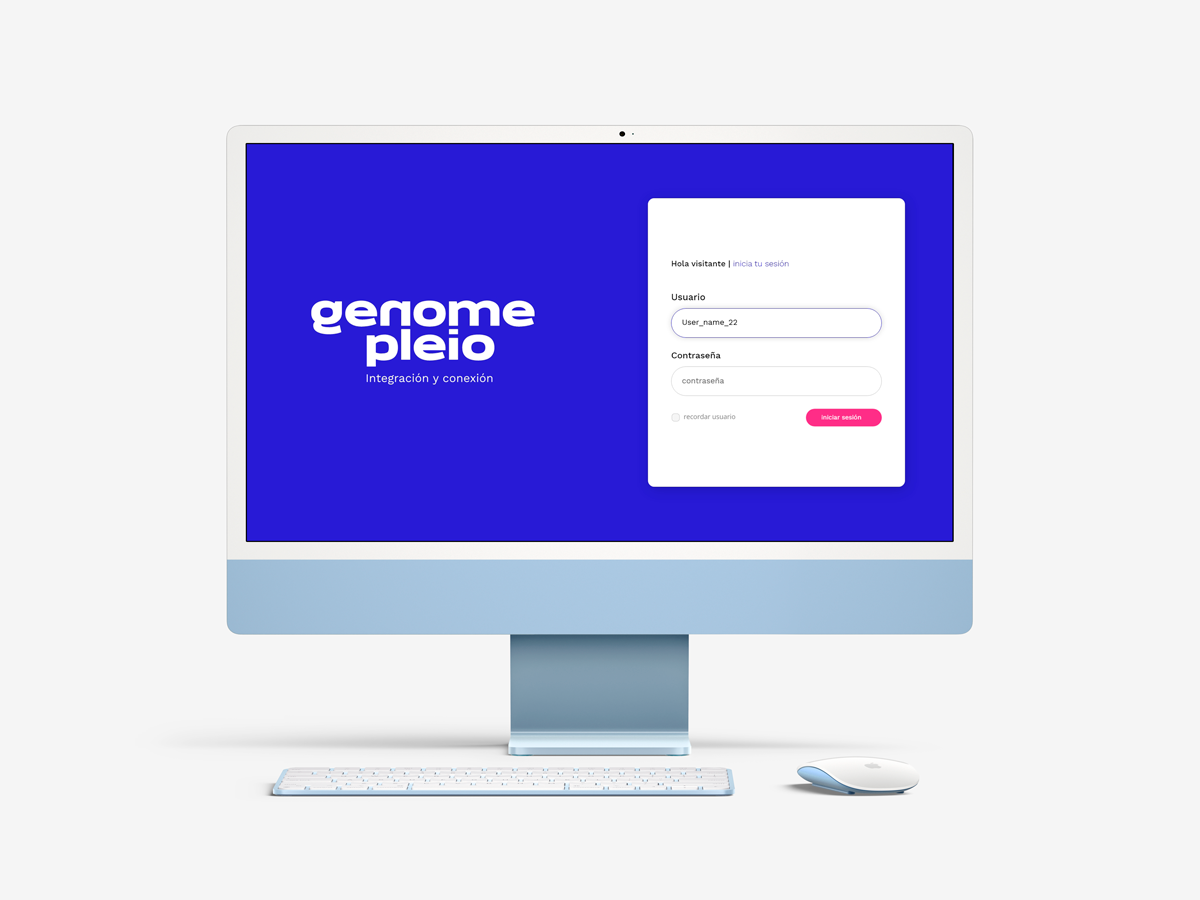 genome
pleio
Integración y conexión
Hola visitante | inicia tu sesión
Usuario
User_name_22
Contraseña
contraseña
recordar usuario
iniciar sesión